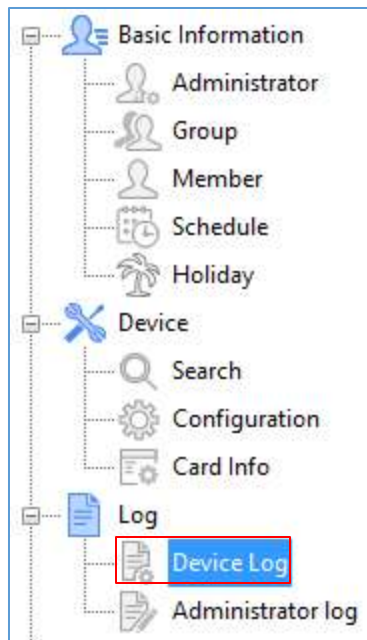 Basic Information
Administrator
Group
Member
Schedule
Holiday
Device
Search
Configuration
Card Info
Log
Device Log
Administrator log